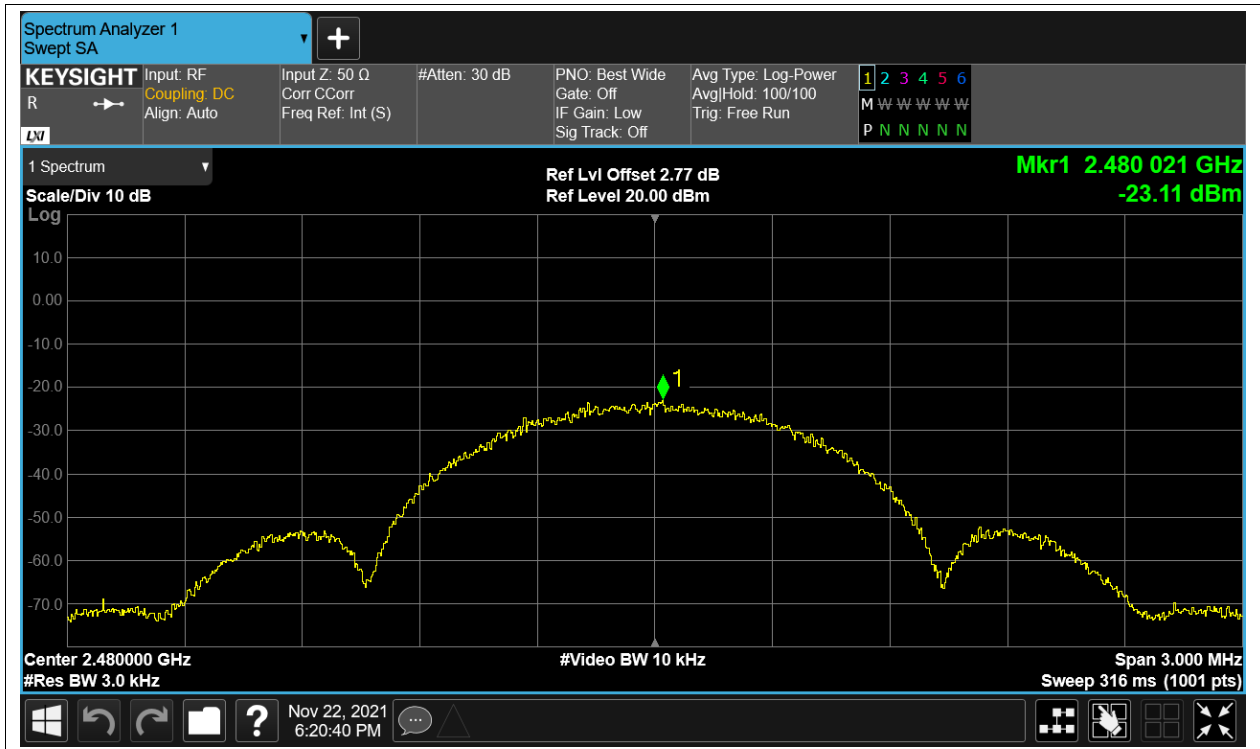 Spectrum Analyzer 1
Swept SA
KEYSIGHT
R
LXI
Input: RF
Coupling: DC
Align: Auto
Input Z: 50 Ω
Corr CCorr
Freq Ref: Int (S)
#Atten: 30 dB
PNO: Best Wide
Gate: Off
IF Gain: Low
Sig Track: Off
Avg Type: Log-Power
Avg|Hold: 100/100
Trig: Free Run
1 2 3 4 5 6
M W W W W W
P N N N N N
1 Spectrum
Scale/Div 10 dB
Ref Lvl Offset 2.77 dB
Ref Level 20.00 dBm
Mkr1 2.480 021 GHz
-23.11 dBm
Log
10.0
0.00
-10.0
-20.0
-30.0
-40.0
-50.0
-60.0
-70.0
1
Center 2.480000 GHz
#Res BW 3.0 kHz
#Video BW 10 kHz
Span 3.000 MHz
Sweep 316 ms (1001 pts)
?
Nov 22, 2021
6:20:40 PM